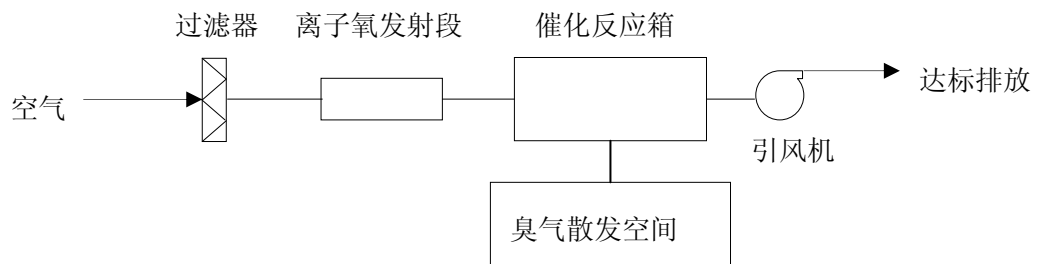 过滤器
离子氧发射段
催化反应箱
空气
达标排放
引风机
臭气散发空间